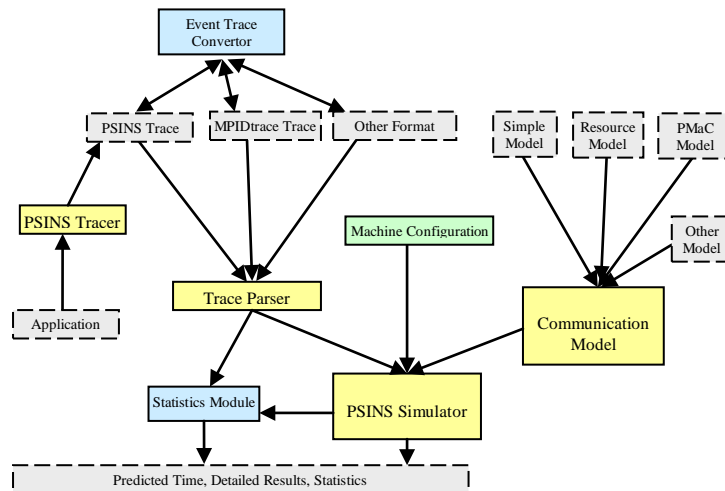 Event Trace
Convertor
PSINS Trace
MPIDtrace Trace
Other Format
Simple
Model
Resource
Model
PMaC
Model
PSINS Tracer
Machine Configuration
Other
Model
Application
Trace Parser
Communication
Model
Statistics Module
PSINS Simulator
Predicted Time, Detailed Results, Statistics